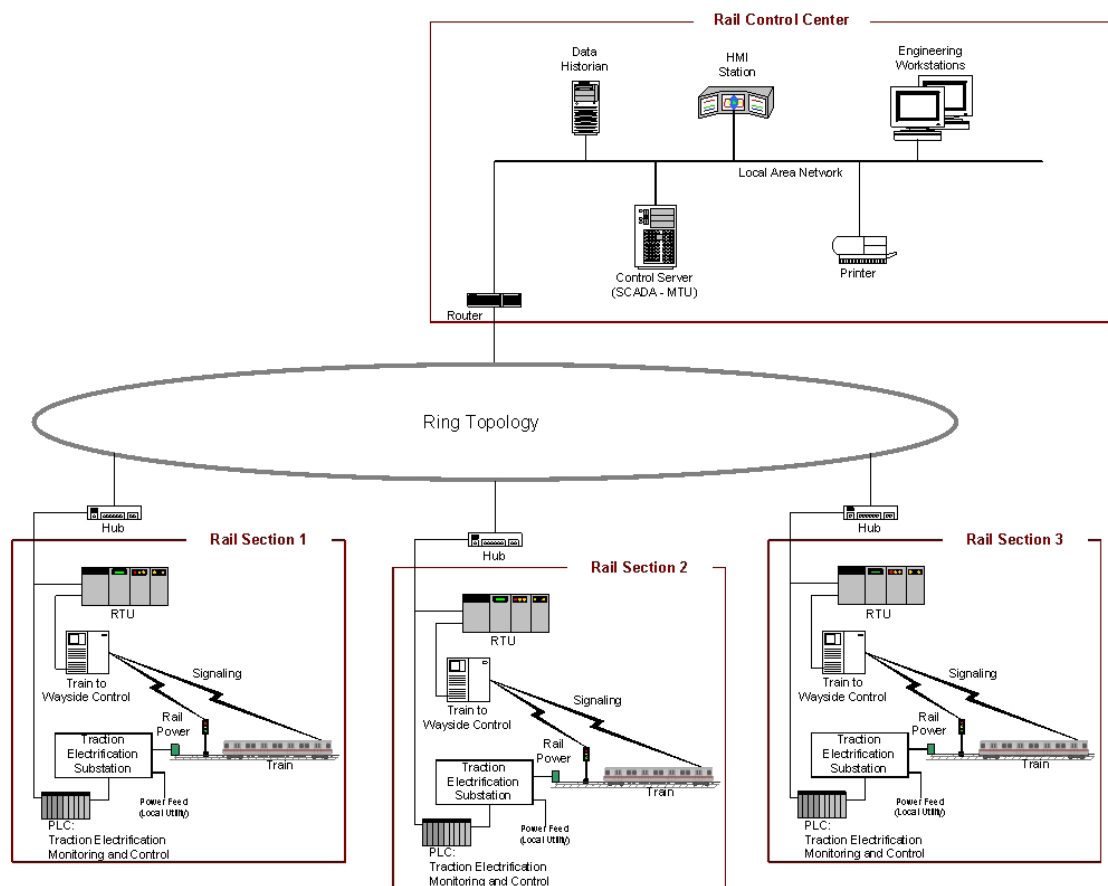 Rail Control Center
Data
Historian
HMI
Station
Engineering
Workstations
Local Area Network
Control Server
(SCADA - MTU)
Printer
Router
Ring Topology
Hub
Rail Section 1
RTU
Train to
Wayside Control
Signaling
Rail
Power
Traction
Electrification
Substation
Train
Power Feed
(Local Utility)
PLC:
Traction Electrification
Monitoring and Control
Hub
Rail Section 2
RTU
Train to
Wayside Control
Signaling
Rail
Power
Traction
Electrification
Substation
Train
Power Feed
(Local Utility)
PLC:
Traction Electrification
Monitoring and Control
Hub
Rail Section 3
RTU
Train to
Wayside Control
Signaling
Rail
Power
Traction
Electrification
Substation
Train
Power Feed
(Local Utility)
PLC:
Traction Electrification
Monitoring and Control